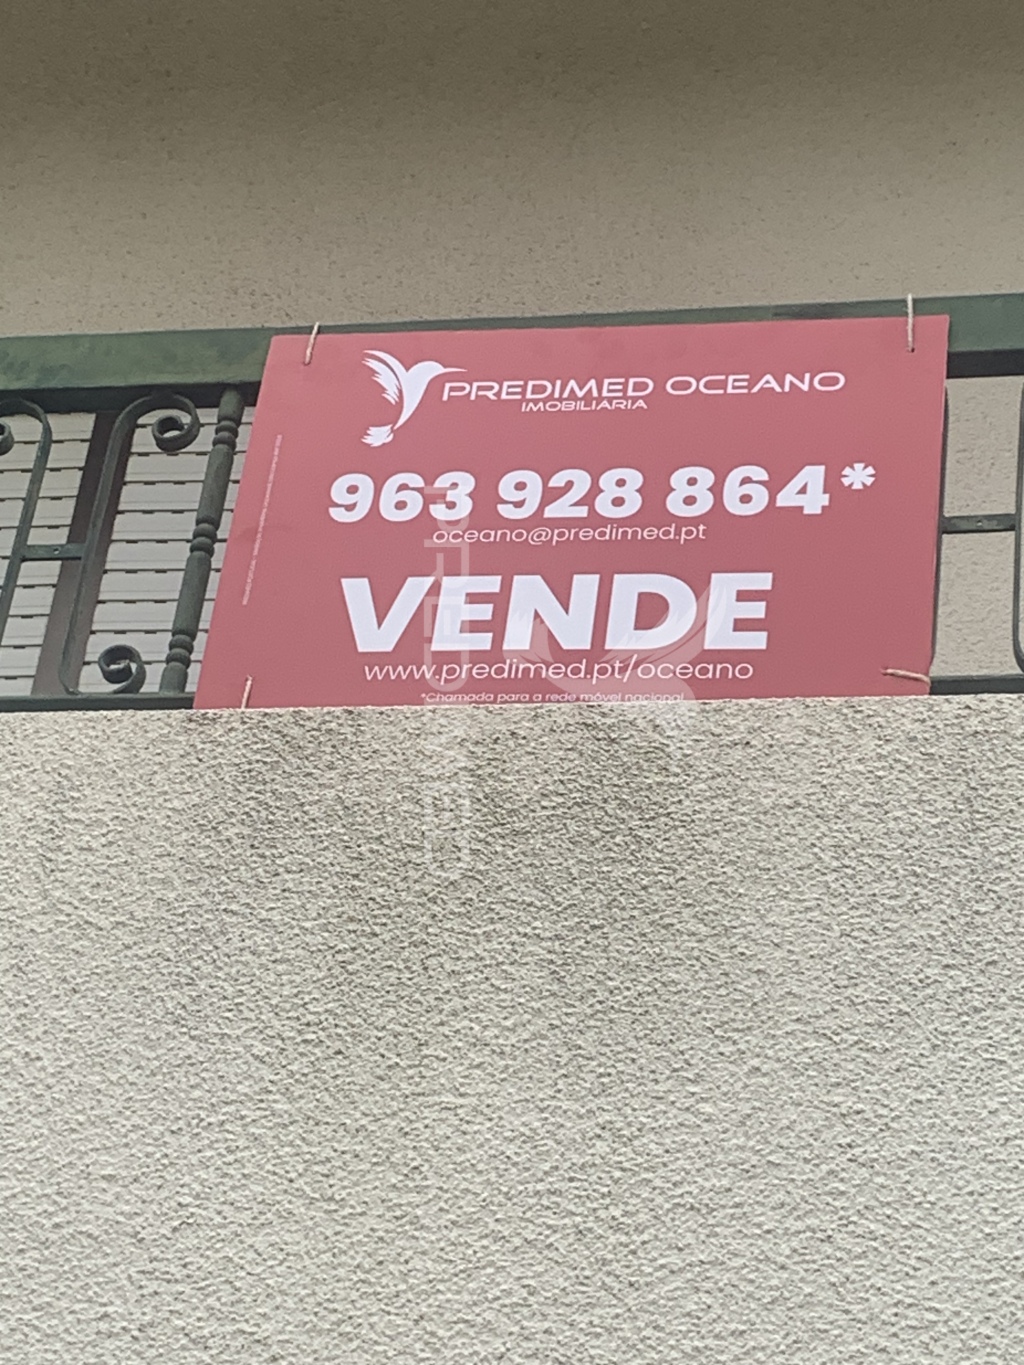 PREDIMED OCEANO
IMOBILIÁRIA
963 928 864*
oceano@predimed.pt
VENDE
www.predimed.pt/oceano
*Chamada para a rede móvel nacional